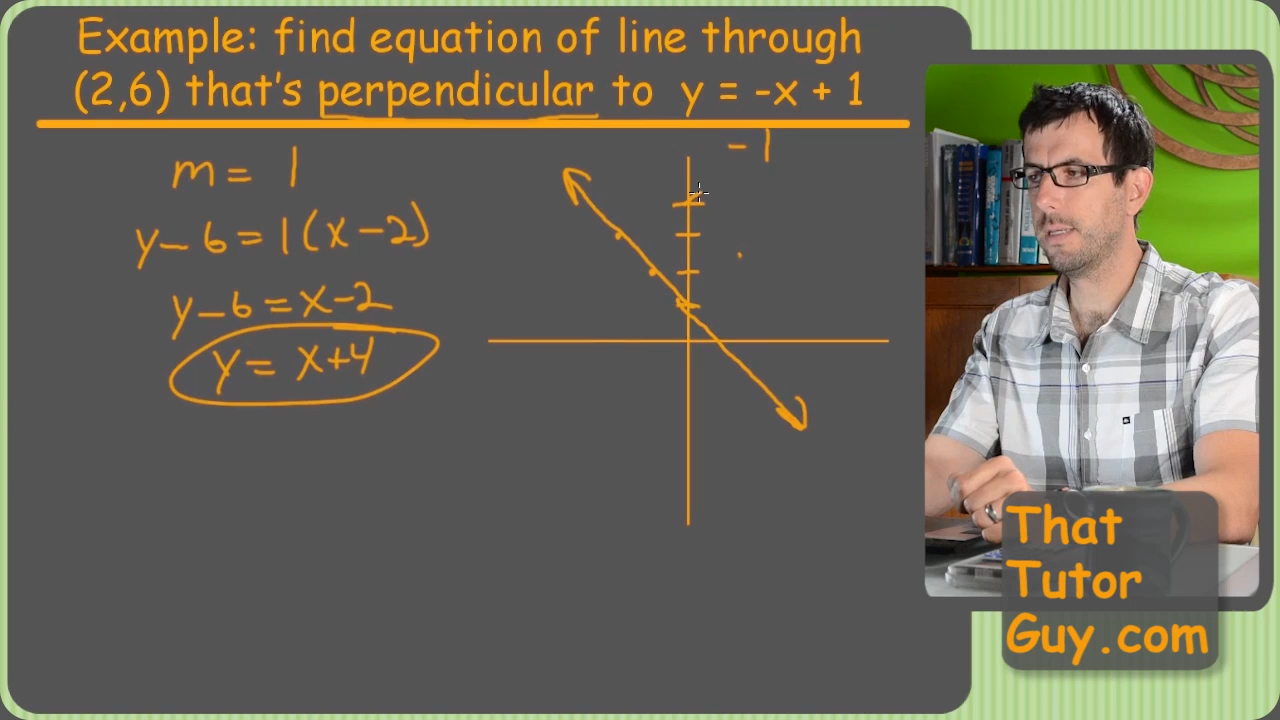 Example: find equation of line through
(2,6) that's perpendicular to y = -x + 1
m = 1
y-6=1(x-2)
y-6=x-2
y= x+4
-1
That
Tutor
Guy.com